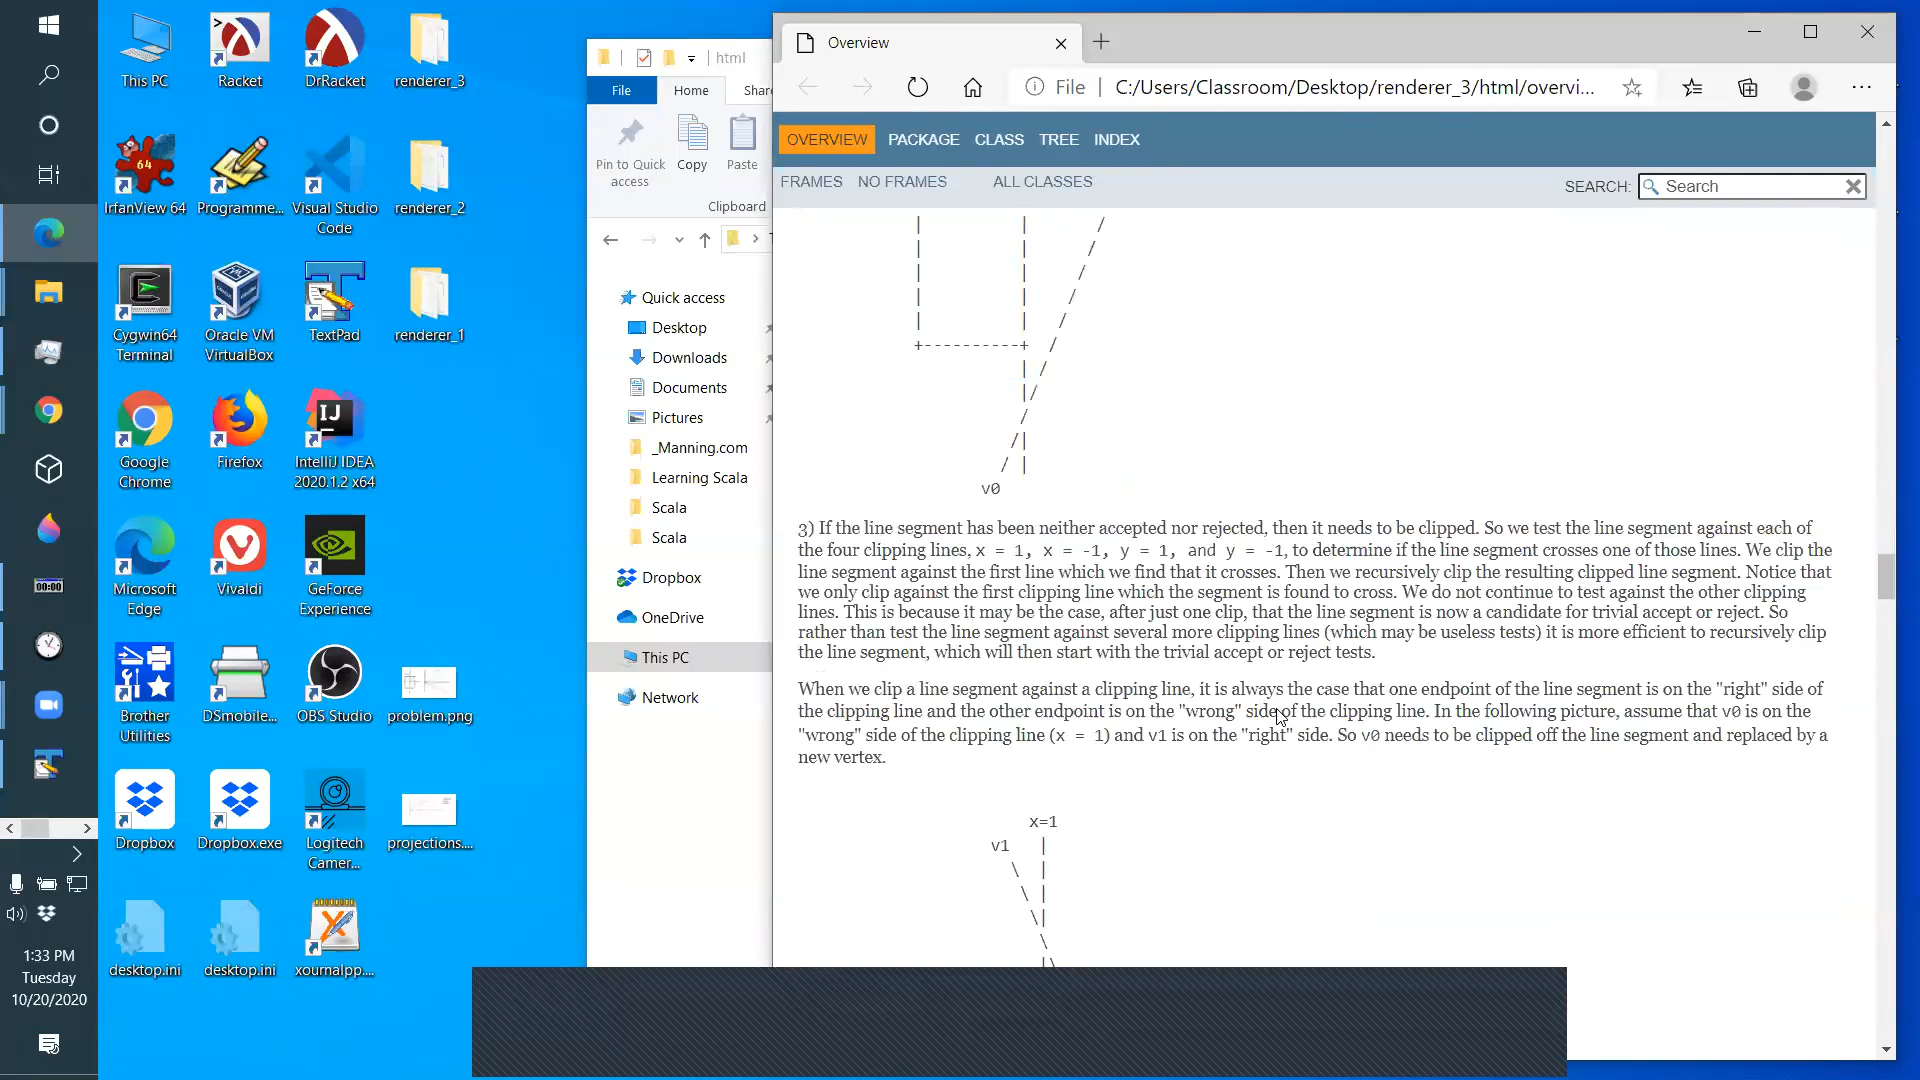 This PC
Racket
DrRacket
renderer_3
IrfanView 64
Programme...
Visual Studio
Code
renderer_2
Cygwin64
Terminal
Oracle VM
VirtualBox
TextPad
renderer_1
Google
Chrome
Firefox
IntelliJ IDEA
2020.1.2 x64
Microsoft
Edge
Vivaldi
GeForce
Experience
Brother
Utilities
DSmobile...
OBS Studio
problem.png
Dropbox
Dropbox.exe
Logitech
Camer...
projections....
desktop.ini
desktop.ini
xournalpp....
00:00
1:33 PM
Tuesday
10/20/2020
html
File
Home
Shar
Pin to Quick
access
Copy
Paste
Clipboard
Quick access
Desktop
Downloads
Documents
Pictures
_Manning.com
Learning Scala
Scala
Scala
Dropbox
OneDrive
This PC
Network
Overview
File | C:/Users/Classroom/Desktop/renderer_3/html/overvi...
OVERVIEW PACKAGE CLASS TREE INDEX
FRAMES NO FRAMES ALL CLASSES
SEARCH: Search
v0
3) If the line segment has been neither accepted nor rejected, then it needs to be clipped. So we test the line segment against each of
the four clipping lines, x = 1, x = -1, y = 1, and y = -1, to determine if the line segment crosses one of those lines. We clip the
line segment against the first line which we find that it crosses. Then we recursively clip the resulting clipped line segment. Notice that
we only clip against the first clipping line which the segment is found to cross. We do not continue to test against the other clipping
lines. This is because it may be the case, after just one clip, that the line segment is now a candidate for trivial accept or reject. So
rather than test the line segment against several more clipping lines (which may be useless tests) it is more efficient to recursively clip
the line segment, which will then start with the trivial accept or reject tests.
When we clip a line segment against a clipping line, it is always the case that one endpoint of the line segment is on the "right" side of
the clipping line and the other endpoint is on the "wrong" side of the clipping line. In the following picture, assume that v0 is on the
"wrong" side of the clipping line (x = 1) and v1 is on the "right" side. So v0 needs to be clipped off the line segment and replaced by a
new vertex.
x=1
v1